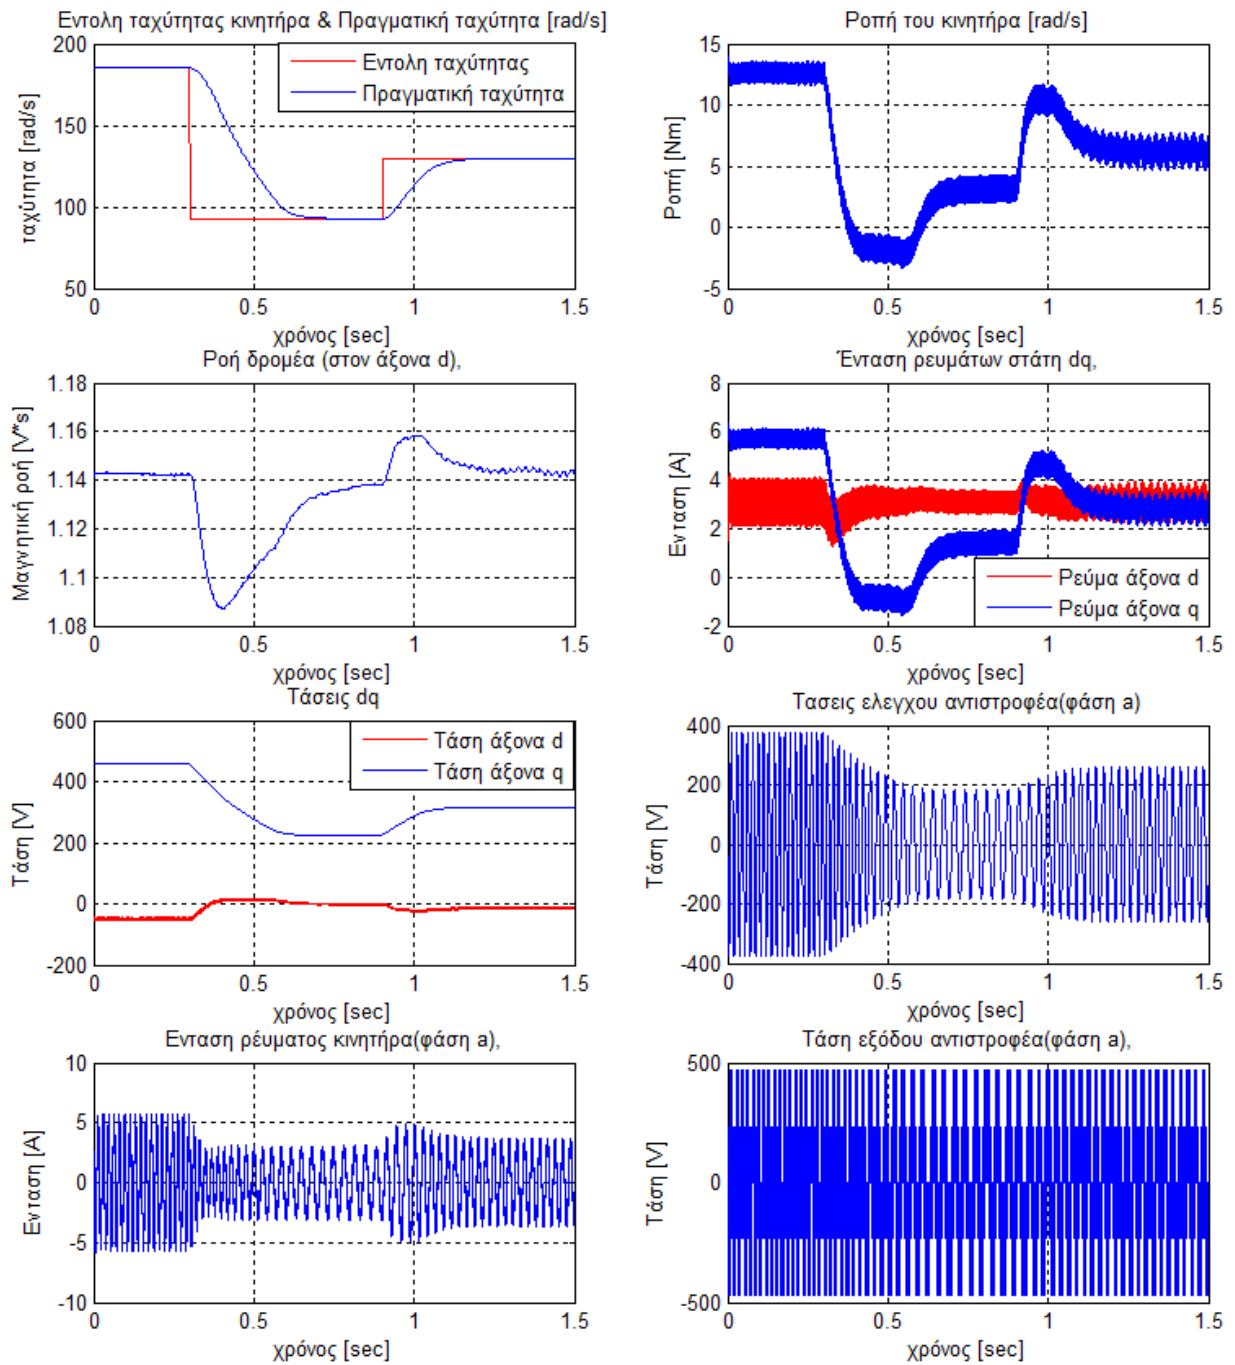 Εντολη ταχύτητας κινητήρα & Πραγματική ταχύτητα [rad/s]
200
150
100
50
ταχύτητα [rad/s]
Εντολη ταχύτητας
Πραγματική ταχύτητα
0 0.5 1 1.5
χρόνος [sec]
Ροπή του κινητήρα [rad/s]
15
10
5
0
-5
Ροπή [Nm]
0 0.5 1 1.5
χρόνος [sec]
Ροή δρομέα (στον άξονα d),
1.18
1.16
1.14
1.12
1.1
1.08
Μαγνητική ροή [V*s]
0 0.5 1 1.5
χρόνος [sec]
Ένταση ρευμάτων στάτη dq,
8
6
4
2
0
-2
Ενταση [A]
Ρεύμα άξονα d
Ρεύμα άξονα q
0 0.5 1 1.5
χρόνος [sec]
Τάσεις dq
600
400
200
0
-200
Τάση [V]
Τάση άξονα d
Τάση άξονα q
0 0.5 1 1.5
χρόνος [sec]
Τασεις ελεγχου αντιστροφέα(φάση a)
400
200
0
-200
-400
Τάση [V]
0 0.5 1 1.5
χρόνος [sec]
Ενταση ρέυματος κινητήρα(φάση a),
10
5
0
-5
-10
Ενταση [A]
0 0.5 1 1.5
χρόνος [sec]
Τάση εξόδου αντιστροφέα(φάση a),
500
0
-500
Τάση [V]
0 0.5 1 1.5
χρόνος [sec]